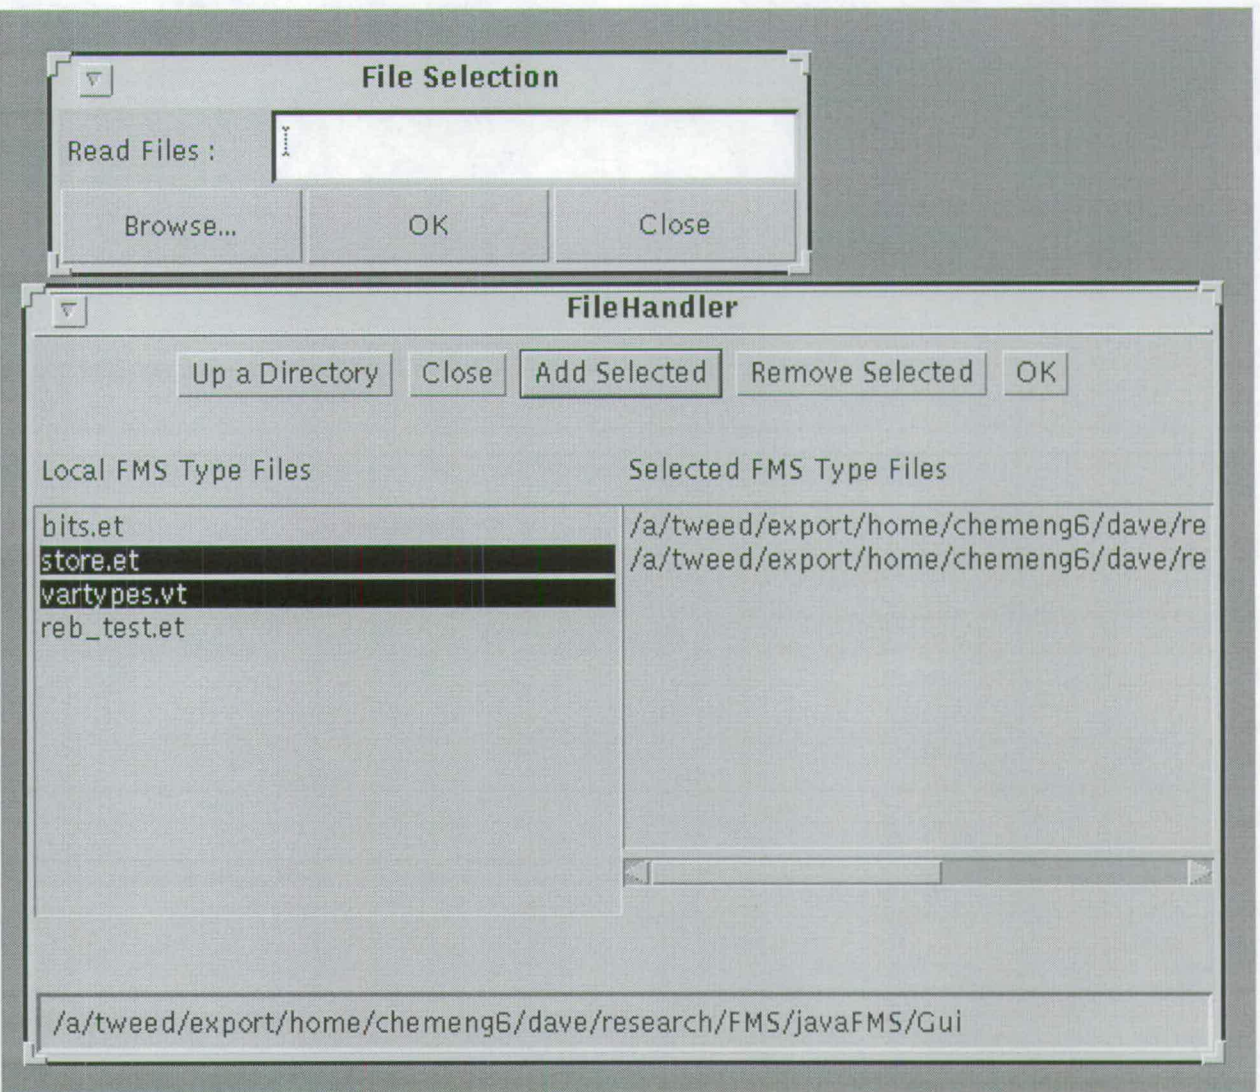 File Selection
Read Files :
Browse... OK Close
FileHandler
Up a Directory Close Add Selected Remove Selected OK
Local FMS Type Files Selected FMS Type Files
bits.et /a/tweed/export/home/chemeng6/dave/re
store.et /a/tweed/export/home/chemeng6/dave/re
vartypes.vt
reb_test.et
/a/tweed/export/home/chemeng6/dave/research/FMS/javaFMS/Gui